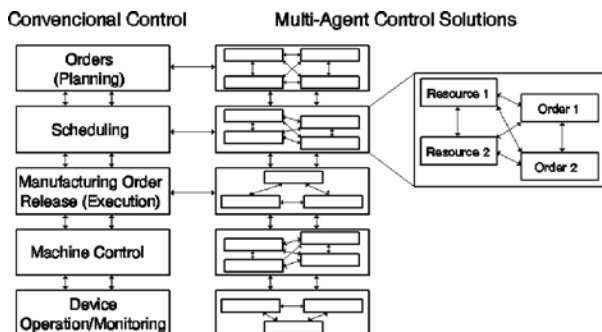 Convencional Control
Multi-Agent Control Solutions
Orders
(Planning)
Scheduling
Manufacturing Order
Release (Execution)
Machine Control
Device
Operation/Monitoring
Resource 1
Order 1
Resource 2
Order 2